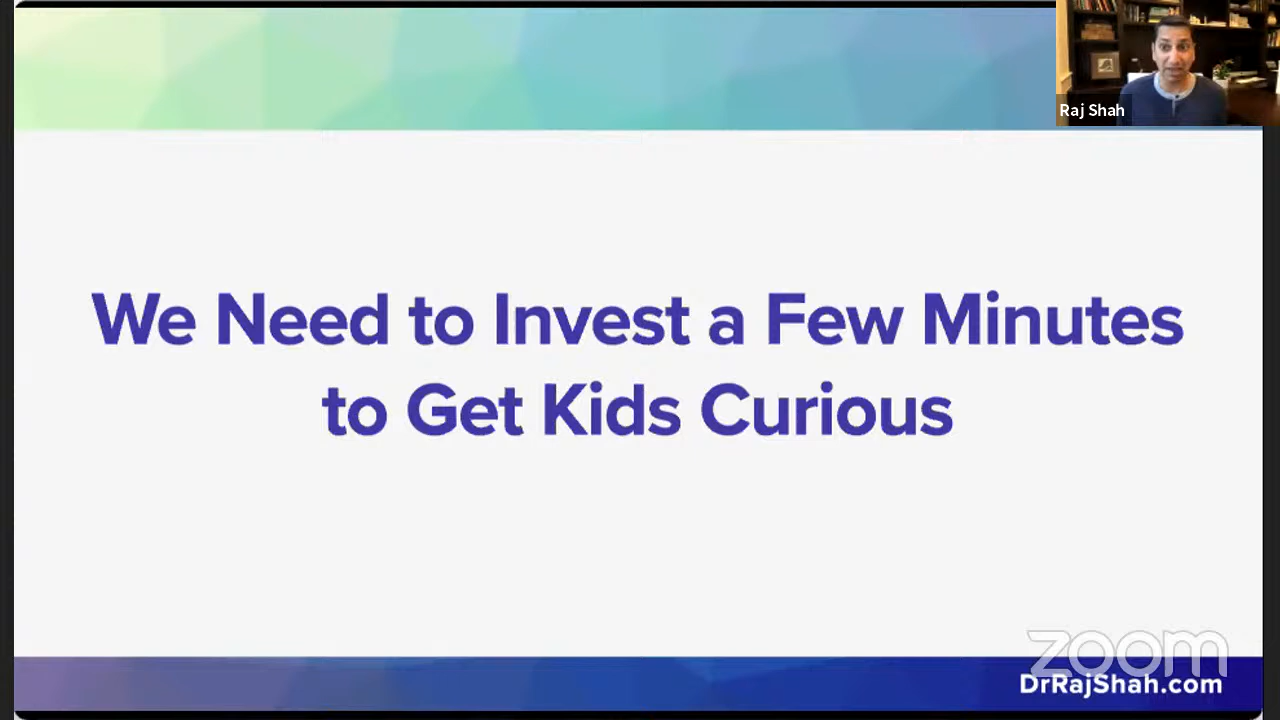 Raj Shah
We Need to Invest a Few Minutes
to Get Kids Curious
zoom
DrRajShah.com